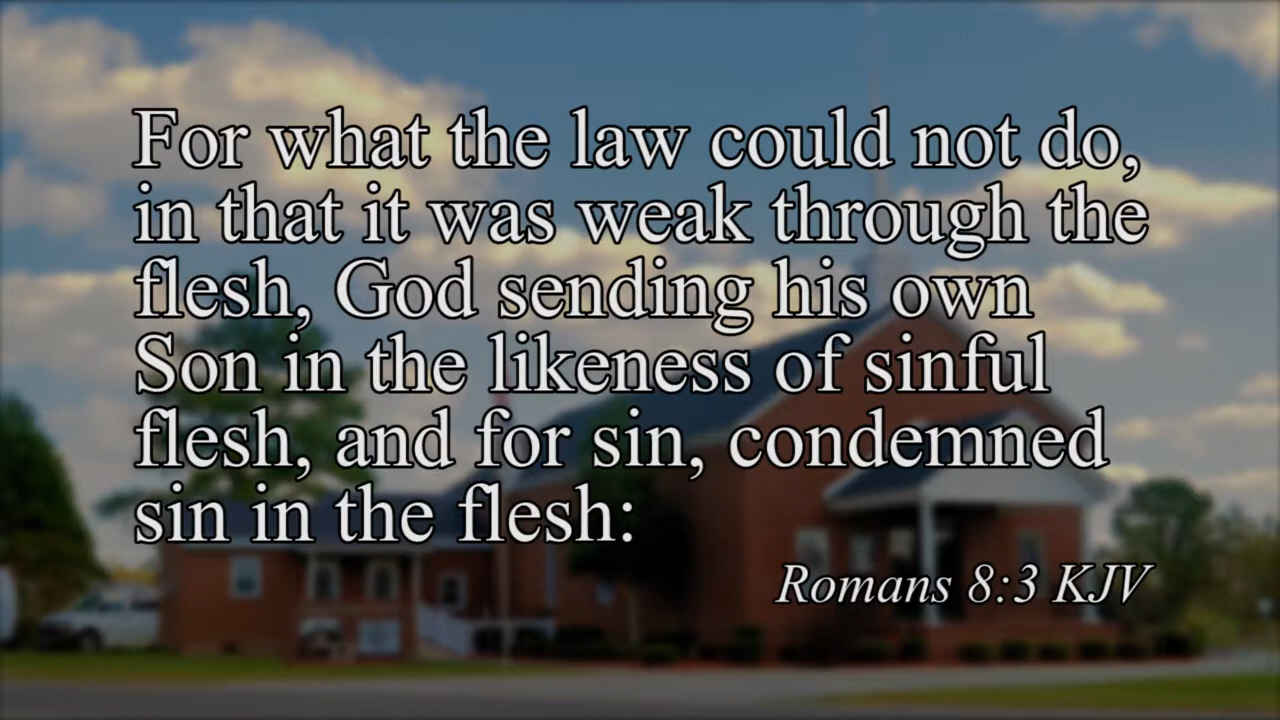 For what the law could not do,
in that it was weak through the
flesh, God sending his own
Son in the likeness of sinful
flesh, and for sin, condemned
sin in the flesh:
Romans 8:3 KJV